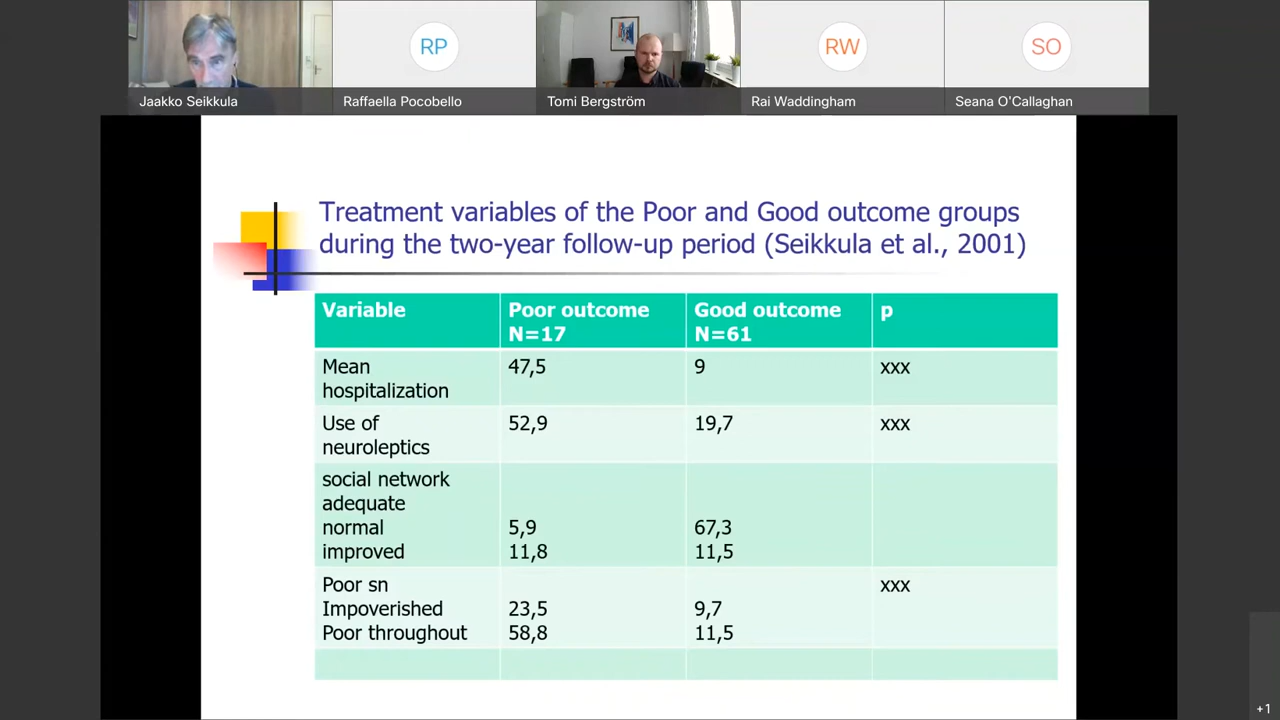 RP
RW
SO
Jaakko Seikkula
Raffaella Pocobello
Tomi Bergström
Rai Waddingham
Seana O'Callaghan
Treatment variables of the Poor and Good outcome groups
during the two-year follow-up period (Seikkula et al., 2001)
Variable
Poor outcome
N=17
Good outcome
N=61
p
Mean
hospitalization
47,5
9
xxx
Use of
neuroleptics
52,9
19,7
xxx
social network
adequate
normal
improved
5,9
11,8
67,3
11,5
Poor sn
Impoverished
Poor throughout
23,5
58,8
9,7
11,5
xxx
+1